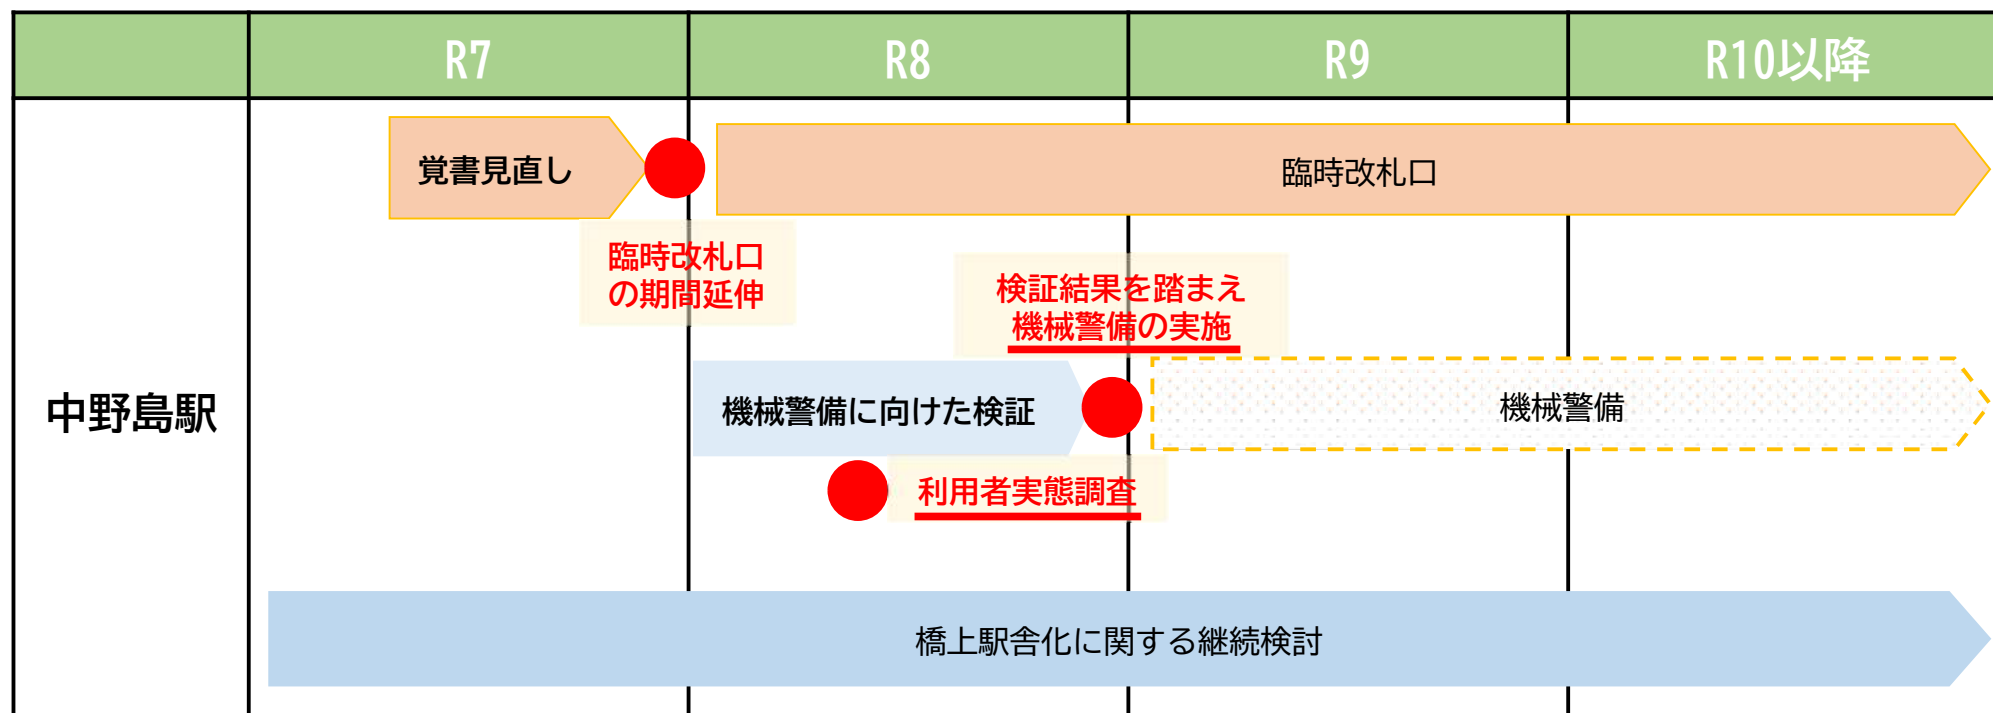 R7
R8
R9
R10以降
覚書見直し
臨時改札口
臨時改札口
の期間延伸
検証結果を踏まえ
機械警備の実施
中野島駅
機械警備に向けた検証
機械警備
利用者実態調査
橋上駅舎化に関する継続検討